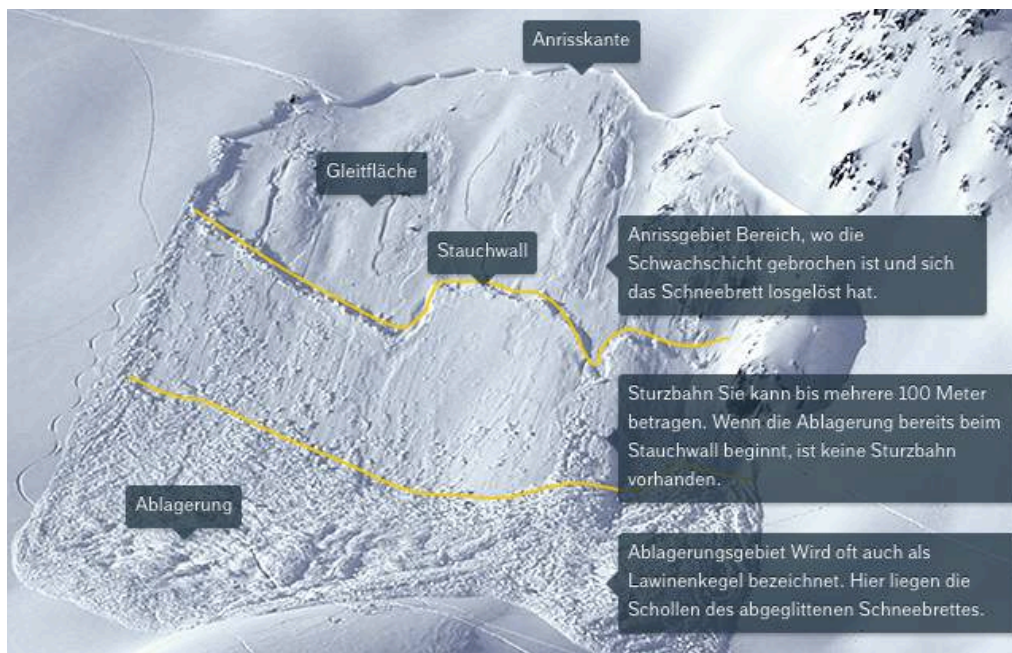 Anrisskante
Gleitfläche
Stauchwall
Anrissgebiet Bereich, wo die
Schwachschicht gebrochen ist und sich
das Schneebrett losgelöst hat.
Sturzbahn Sie kann bis mehrere 100 Meter
betragen. Wenn die Ablagerung bereits beim
Stauchwall beginnt, ist keine Sturzbahn
vorhanden.
Ablagerung
Ablagerungsgebiet Wird oft auch als
Lawinenkegel bezeichnet. Hier liegen die
Schollen des abgeglittenen Schneebrettes.